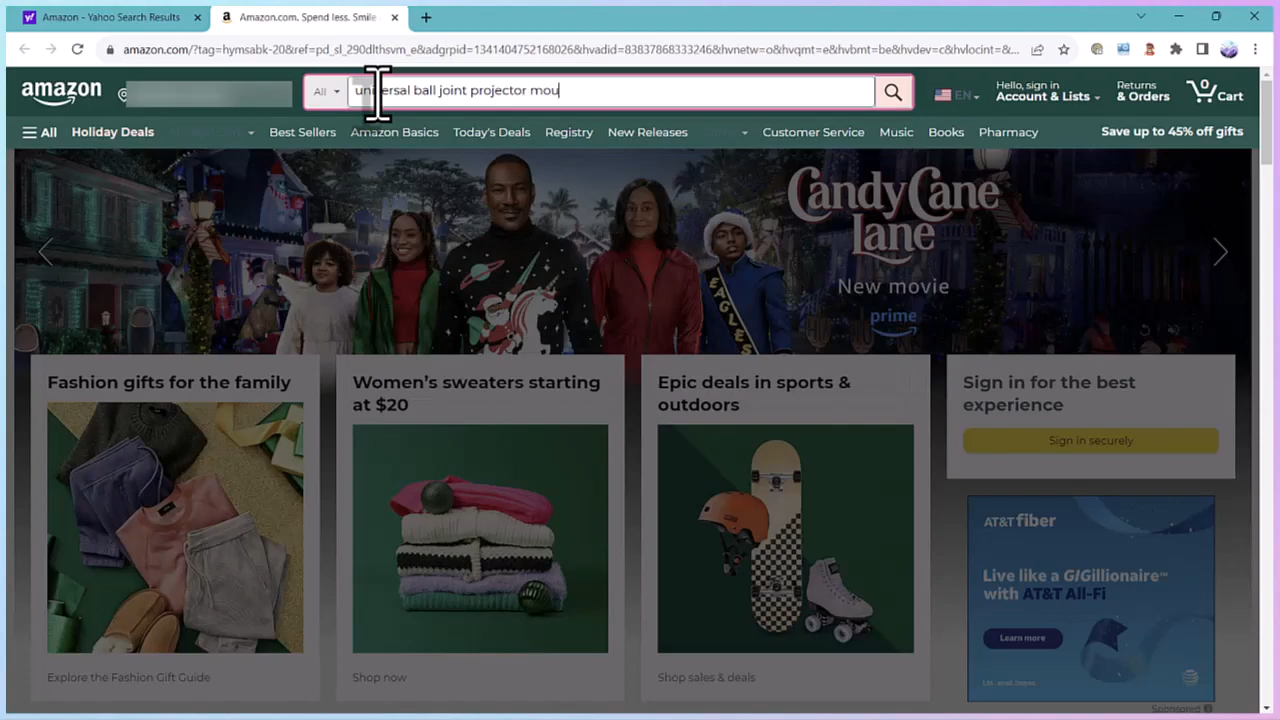 Amazon - Yahoo Search Results
Amazon.com. Spend less. Smile
amazon.com/?tag=hymsabk-20&ref=pd_sl_290dlthsvm_e&adgrpid=1341404752168026&hvadid=83837868333246&hvnetw=o&hvqmt=e&hvbmt=be&hvdev=c&hvlocint=&...
amazon
All
universal ball joint projector mou
EN
Hello, sign in
Account & Lists
Returns
& Orders
0
Cart
All
Holiday Deals
Best Sellers
Amazon Basics
Today's Deals
Registry
New Releases
Customer Service
Music
Books
Pharmacy
Save up to 45% off gifts
CANDY CANE
LANE
New movie
prime
EAGLES
Fashion gifts for the family
Explore the Fashion Gift Guide
Women's sweaters starting
at $20
Shop now
Epic deals in sports &
outdoors
Shop sales & deals
Sign in for the best
experience
Sign in securely
AT&T fiber
Live like a GIGillionaire™
with AT&T All-Fi
Learn more
Sponsored